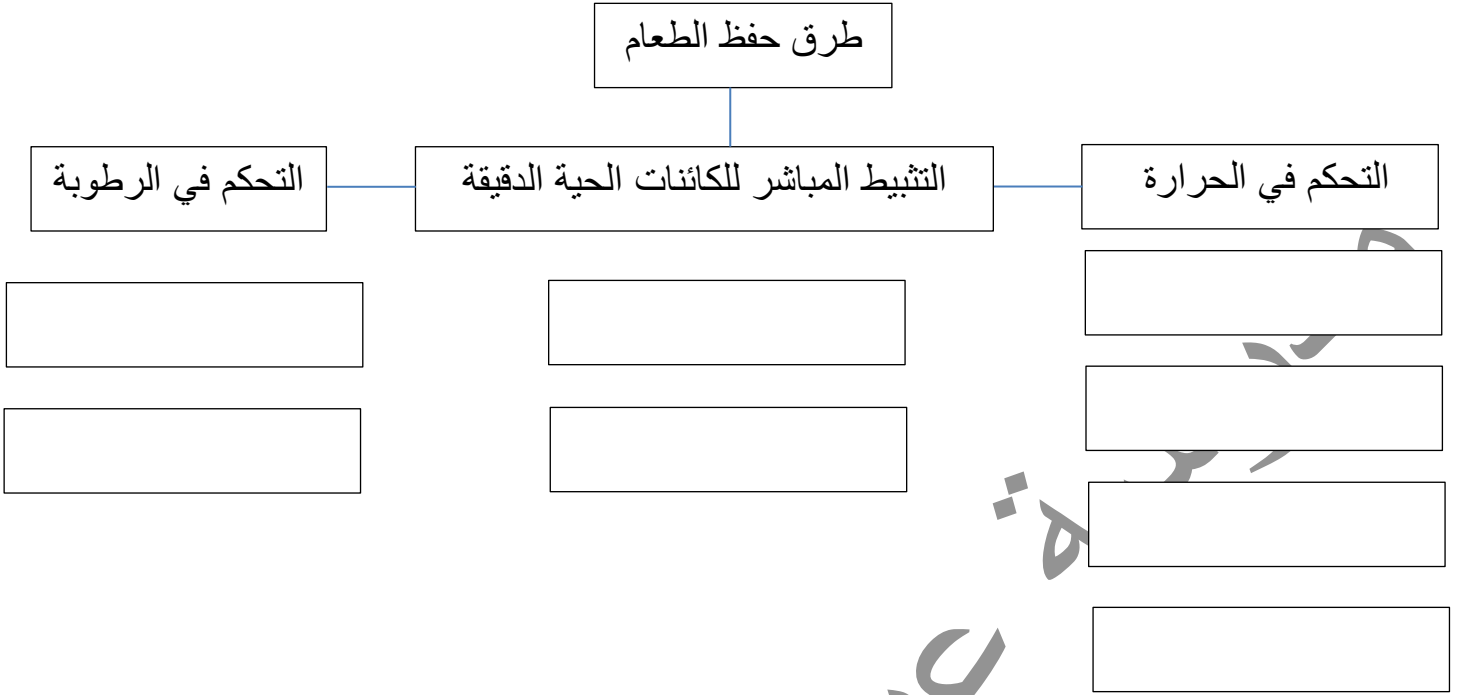 طرق حفظ الطعام
التحكم في الحرارة
التثبيط المباشر للكائنات الحية الدقيقة
التحكم في الرطوبة